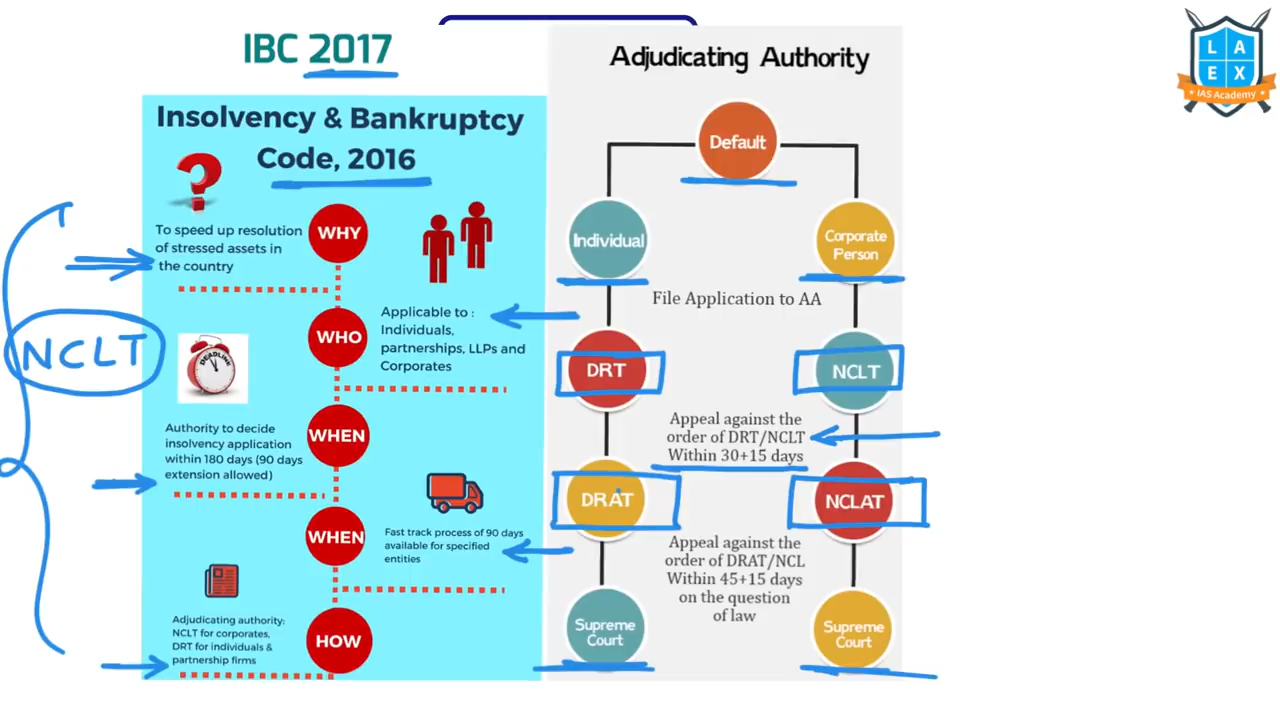 IBC 2017
Insolvency & Bankruptcy
Code, 2016
To speed up resolution
of stressed assets in
the country
WHY
Applicable to :
Individuals,
partnerships, LLPs and
Corporates
WHO
NCLT
DEADLINE
Authority to decide
insolvency application
within 180 days (90 days
extension allowed)
WHEN
Fast track process of 90 days
available for specified
entities
WHEN
Adjudicating authority:
NCLT for corporates,
DRT for individuals &
partnership firms
HOW
Adjudicating Authority
Default
Individual
Corporate
Person
File Application to AA
DRT
NCLT
Appeal against the
order of DRT/NCLT
Within 30+15 days
DRAT
NCLAT
Appeal against the
order of DRAT/NCL
Within 45+15 days
on the question
of law
Supreme
Court
Supreme
Court
L A
E X
IAS Academy